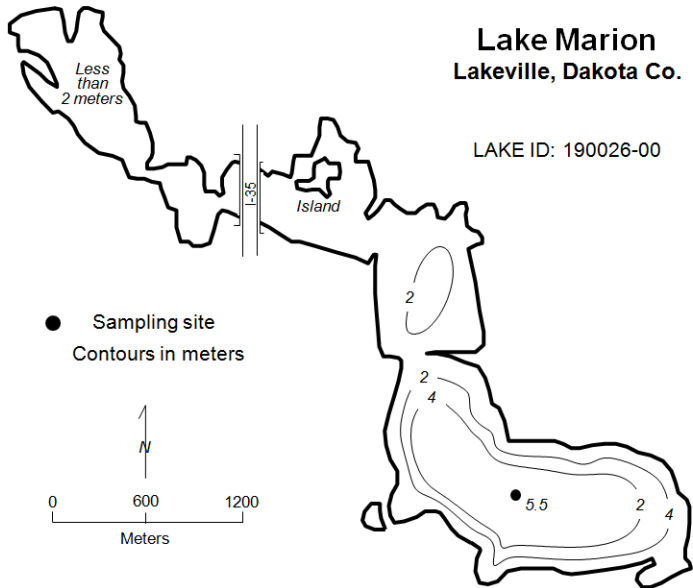 Lake Marion
Lakeville, Dakota Co.
LAKE ID: 190026-00
Less
than
2 meters
I-35
Island
2
Sampling site
Contours in meters
2
4
N
5.5
2
4
0 600 1200
Meters